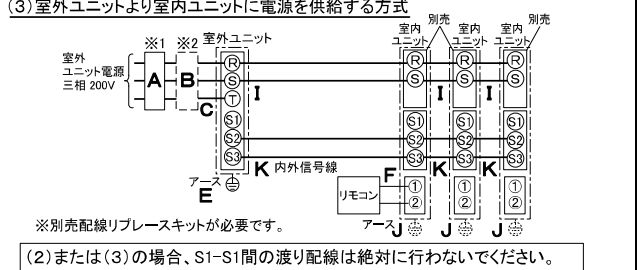 (3)室外ユニットより室内ユニットに電源を供給する方式
別売 別売
※1 ※2 室外ユニット 室内ユニット 室内ユニット 室内ユニット
室外
ユニット電源
三相 200V
A B C
R R R R
S S S S
T
I I I
S1 S1 S1 S1
S2 S2 S2 S2
S3 S3 S3 S3
K 内外信号線 K K
アース
E
F
リモコン
① ① ①
② ② ②
アース J J J
※別売配線リプレースキットが必要です。
(2)または(3)の場合、S1-S1間の渡り配線は絶対に行わないでください。